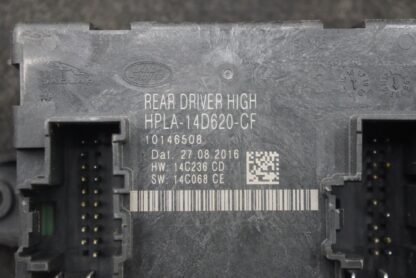 REAR DRIVER HIGH
HPLA-14D620-CF
10146508
Dat. 27.08.2016
HW: 14C236 CD
SW: 14C068 CE